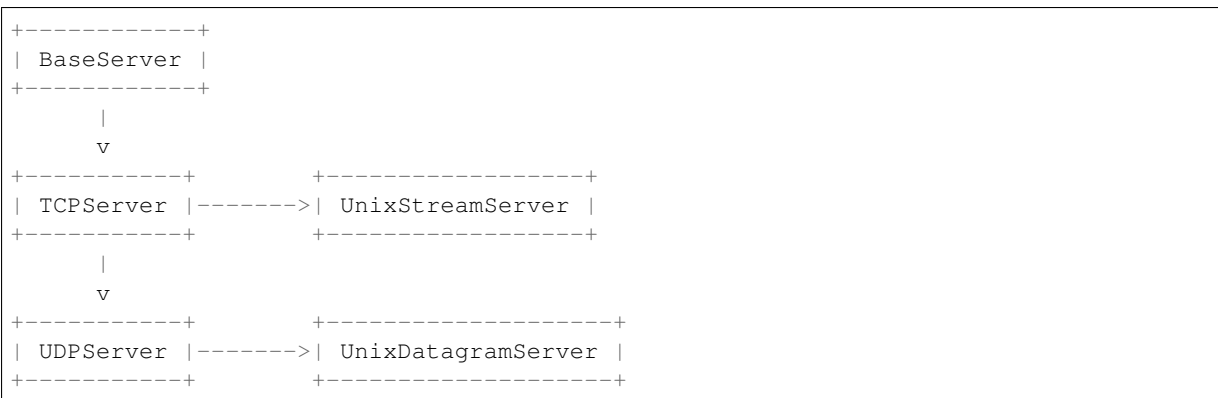 +------------+
| BaseServer |
+------------+
      |
      v
+-----------+        +------------------+
| TCPServer |------->| UnixStreamServer |
+-----------+        +------------------+
      |
      v
+-----------+        +--------------------+
| UDPServer |------->| UnixDatagramServer |
+-----------+        +--------------------+